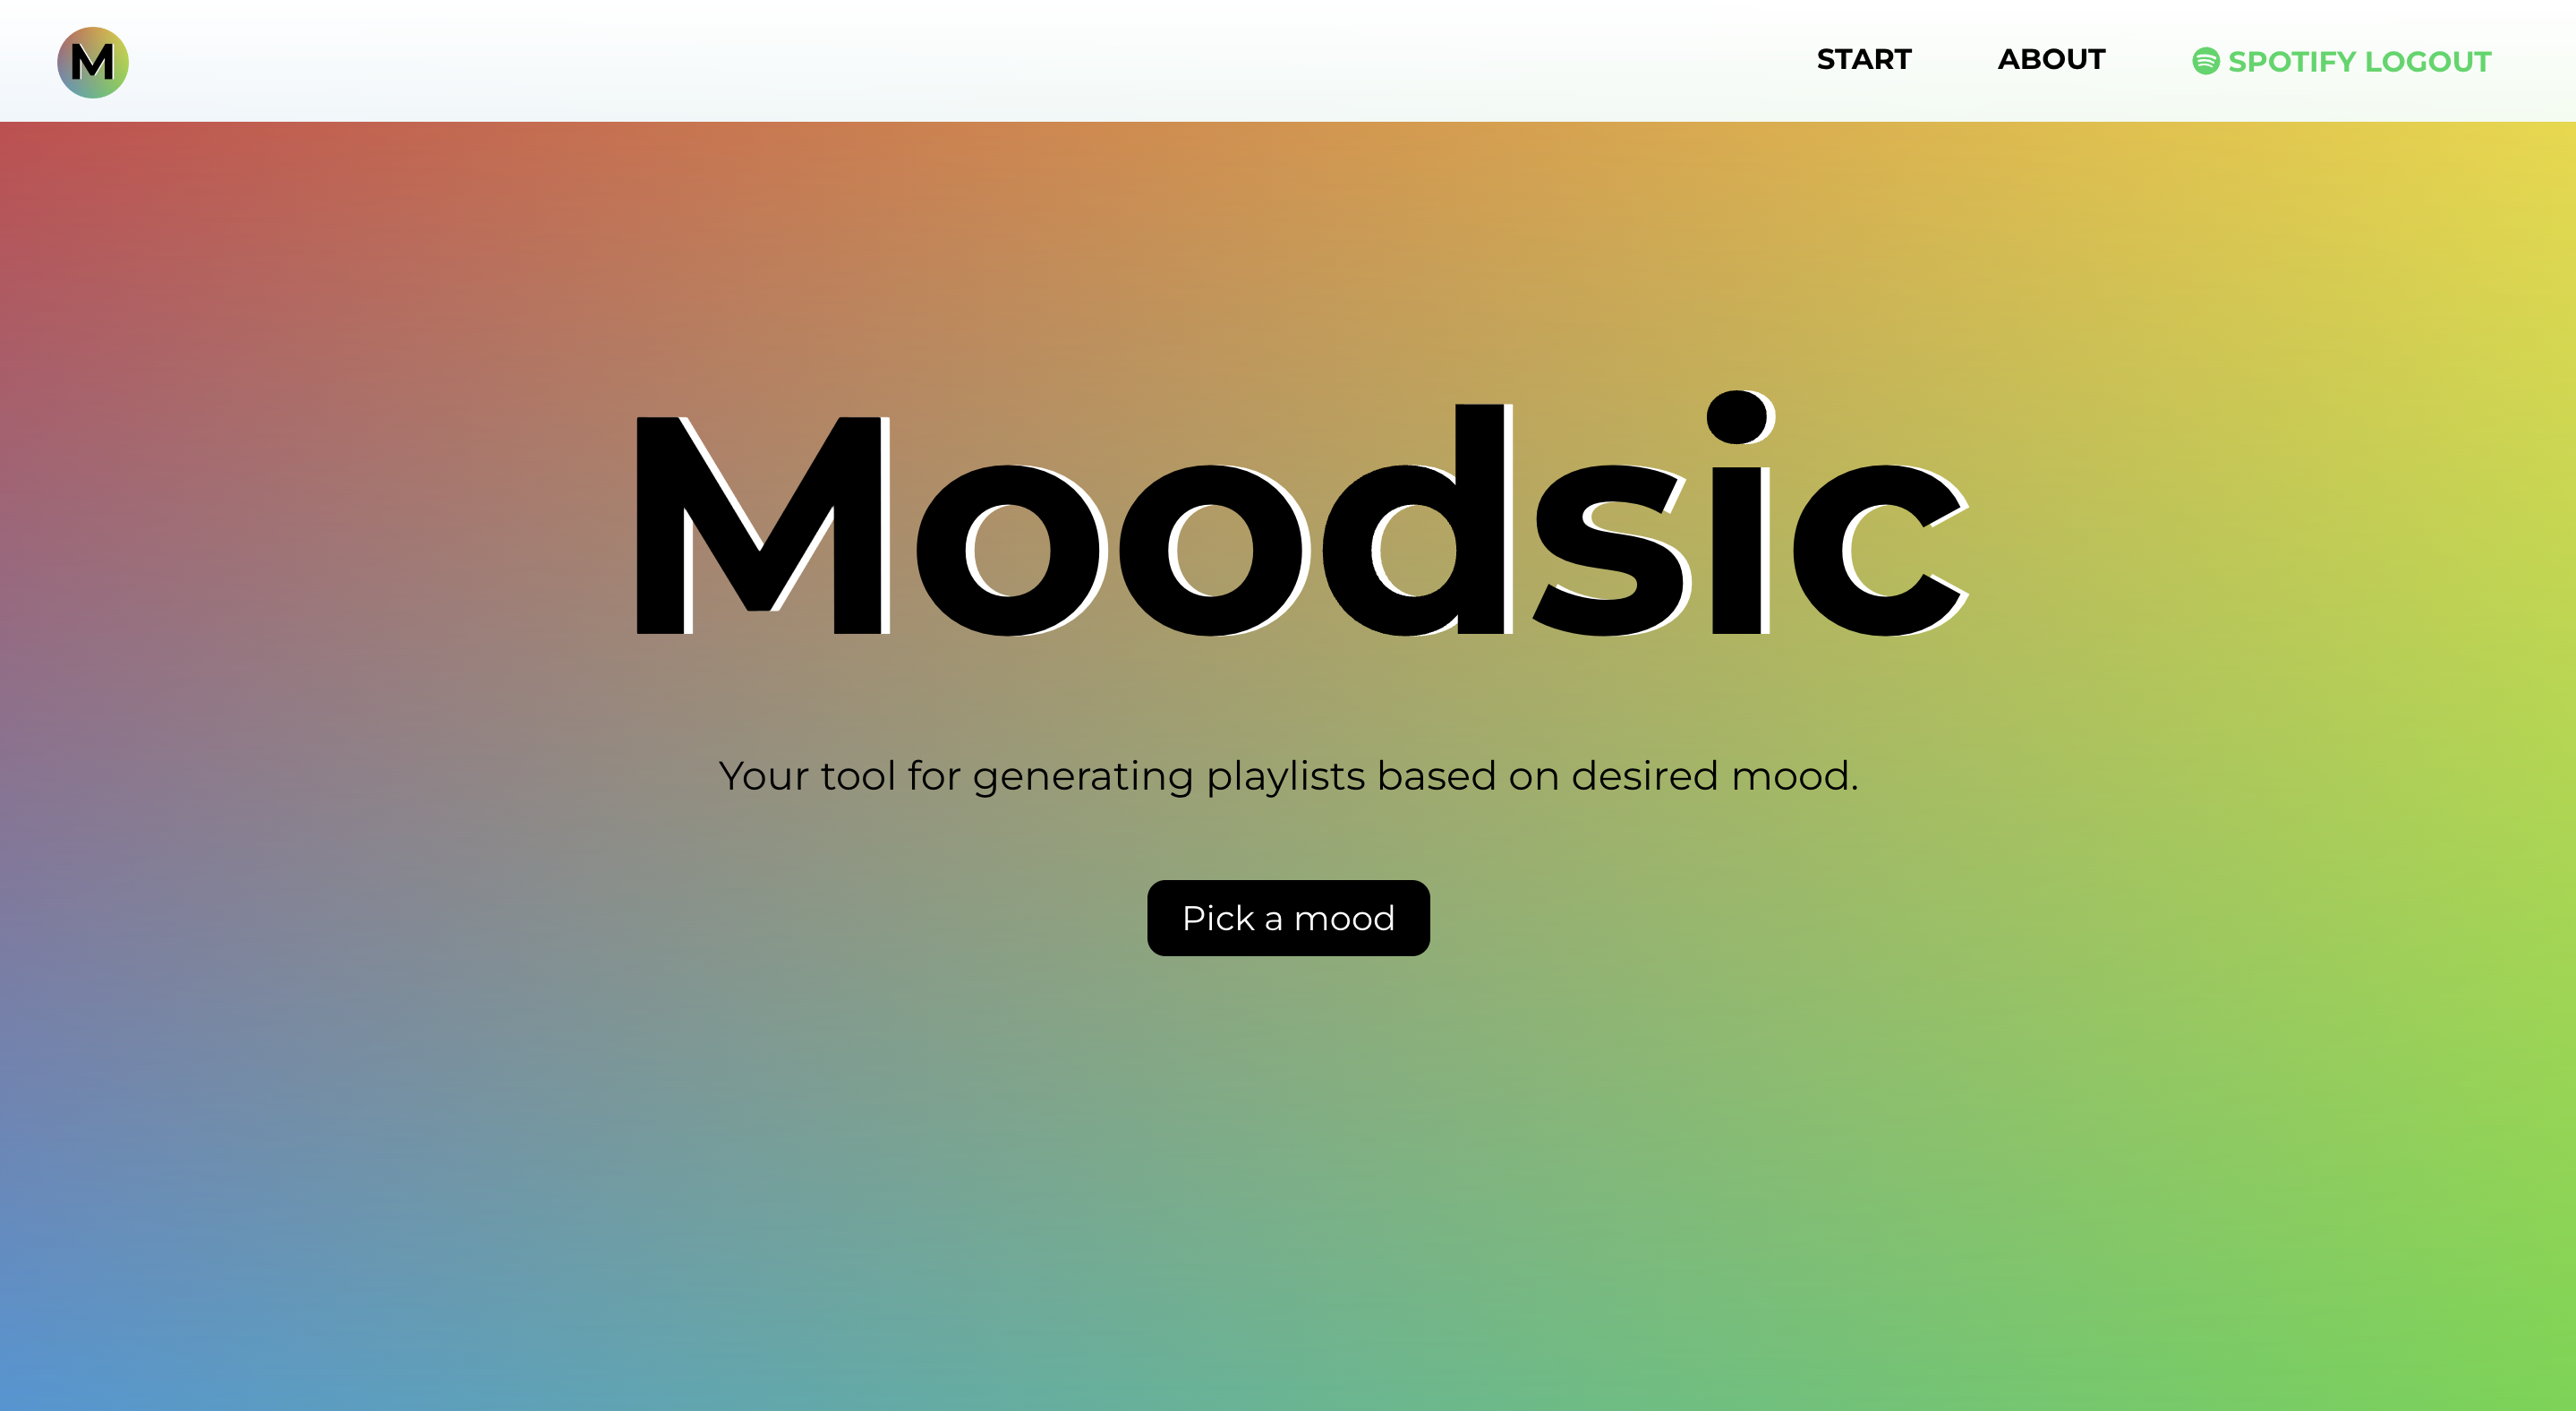 M
START ABOUT SPOTIFY LOGOUT
Moodsic
Your tool for generating playlists based on desired mood.
Pick a mood